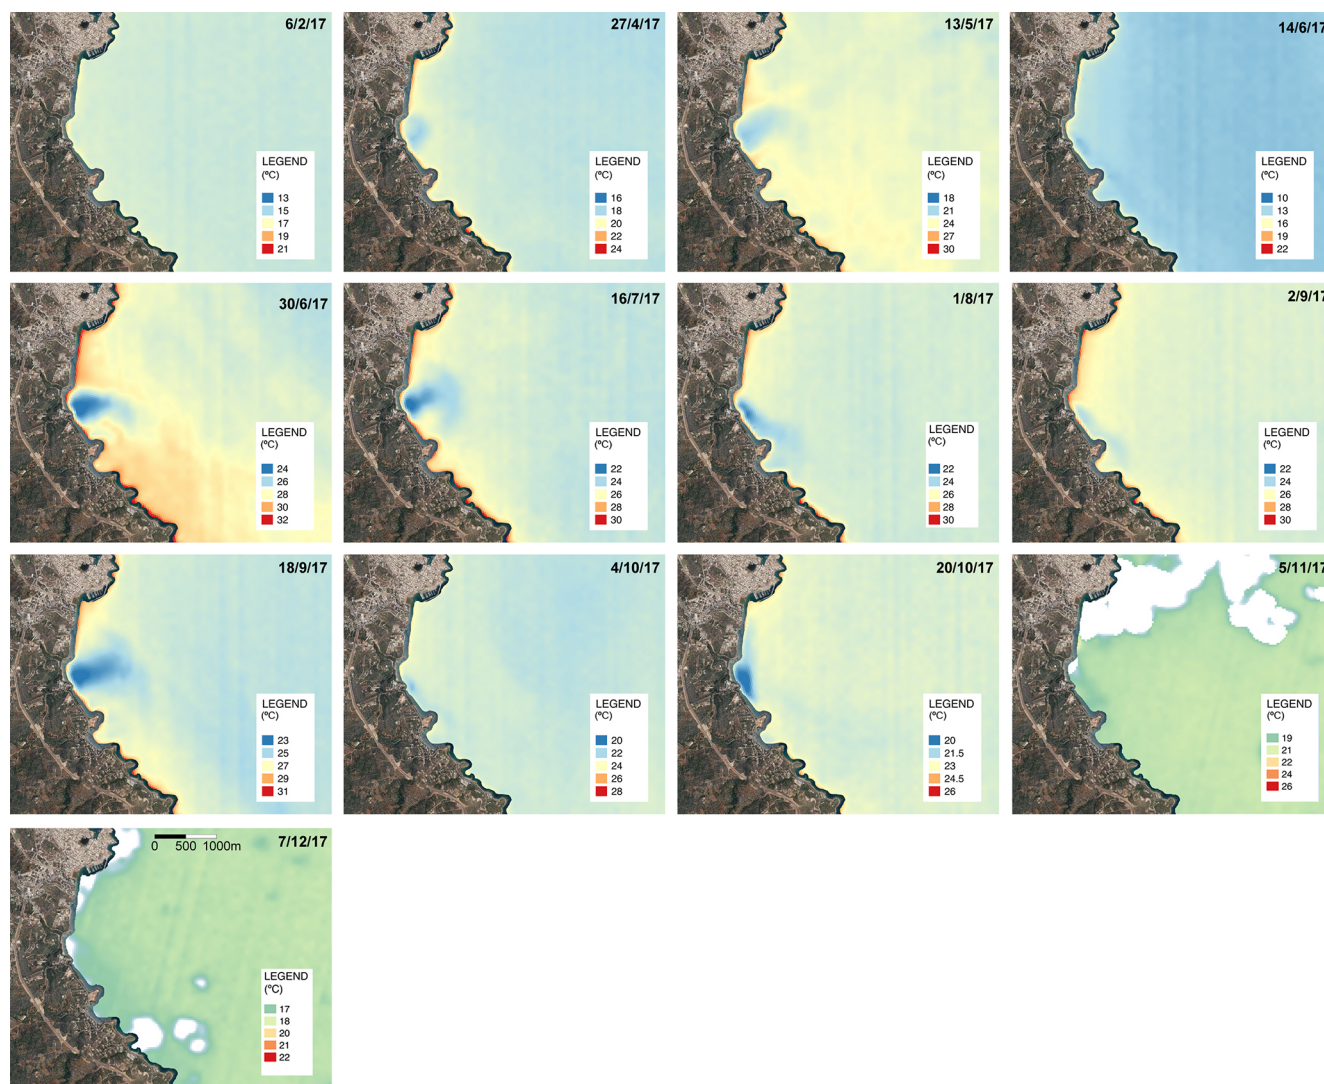 6/2/17
LEGEND
(ºC)
13
15
17
19
21
27/4/17
LEGEND
(ºC)
16
18
20
22
24
13/5/17
LEGEND
(ºC)
18
21
24
27
30
14/6/17
LEGEND
(ºC)
10
13
16
19
22
30/6/17
LEGEND
(ºC)
24
26
28
30
32
16/7/17
LEGEND
(ºC)
22
24
26
28
30
1/8/17
LEGEND
(ºC)
22
24
26
28
30
2/9/17
LEGEND
(ºC)
22
24
26
28
30
18/9/17
LEGEND
(ºC)
23
25
27
29
31
4/10/17
LEGEND
(ºC)
20
22
24
26
28
20/10/17
LEGEND
(ºC)
20
21.5
23
24.5
26
5/11/17
LEGEND
(ºC)
19
21
22
24
26
7/12/17
0 500 1000m
LEGEND
(ºC)
17
18
20
21
22